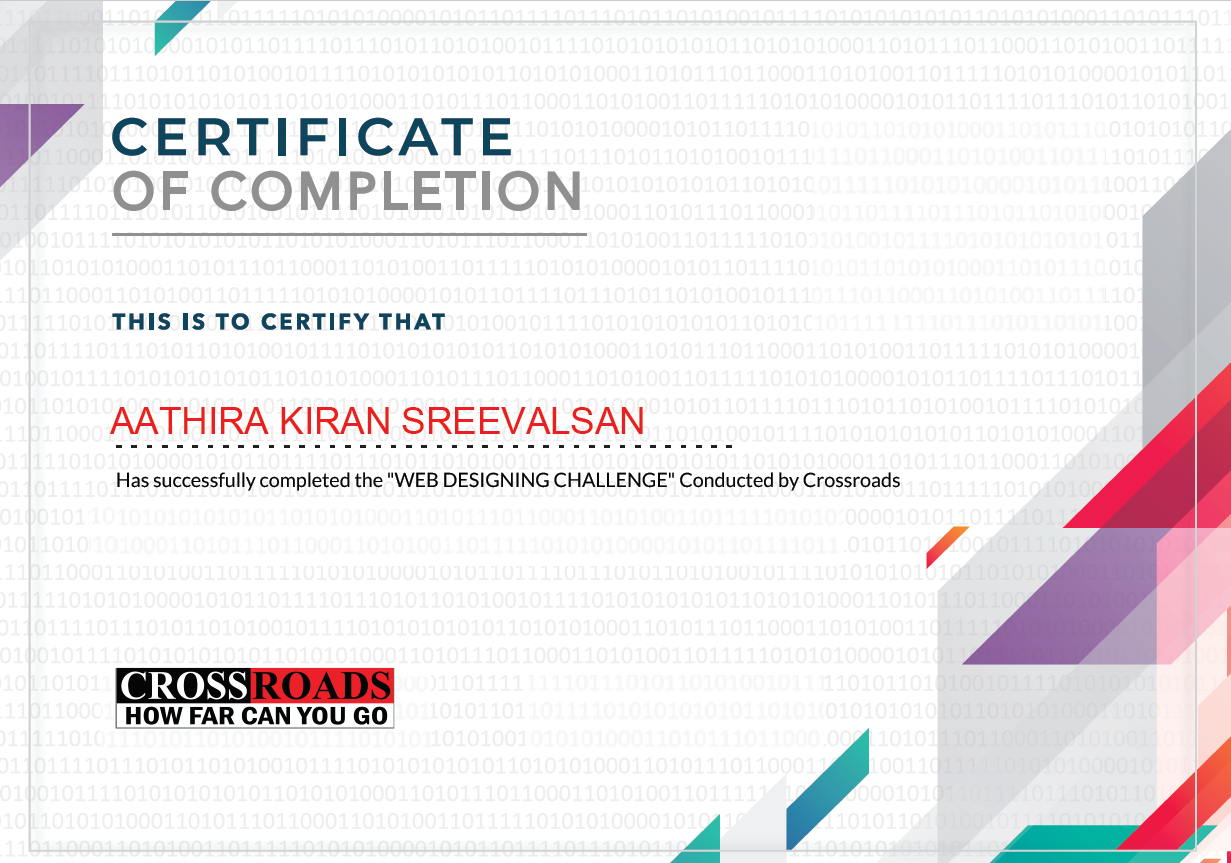 CERTIFICATE
OF COMPLETION
THIS IS TO CERTIFY THAT
AATHIRA KIRAN SREEVALSAN
Has successfully completed the "WEB DESIGNING CHALLENGE" Conducted by Crossroads
CROSSROADS
HOW FAR CAN YOU GO